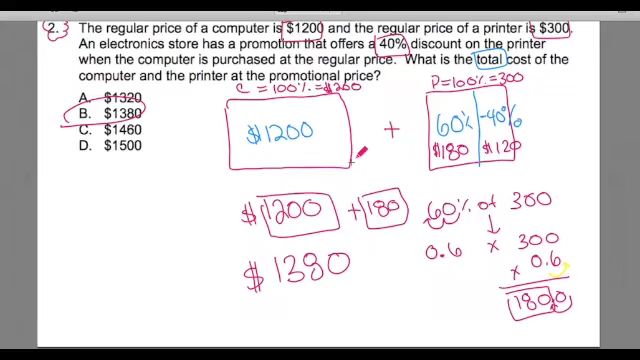 2. The regular price of a computer is $1200 and the regular price of a printer is $300.
An electronics store has a promotion that offers a 40% discount on the printer
when the computer is purchased at the regular price. What is the total cost of the
computer and the printer at the promotional price?
C = 100% = $1200
P = 100% = 300
A. $1320
B. $1380
C. $1460
D. $1500
$1200
+
60% -40%
$180 $120
$1200 + 180
60% of 300
0.6 x 300
x 0.6
1800
$1380